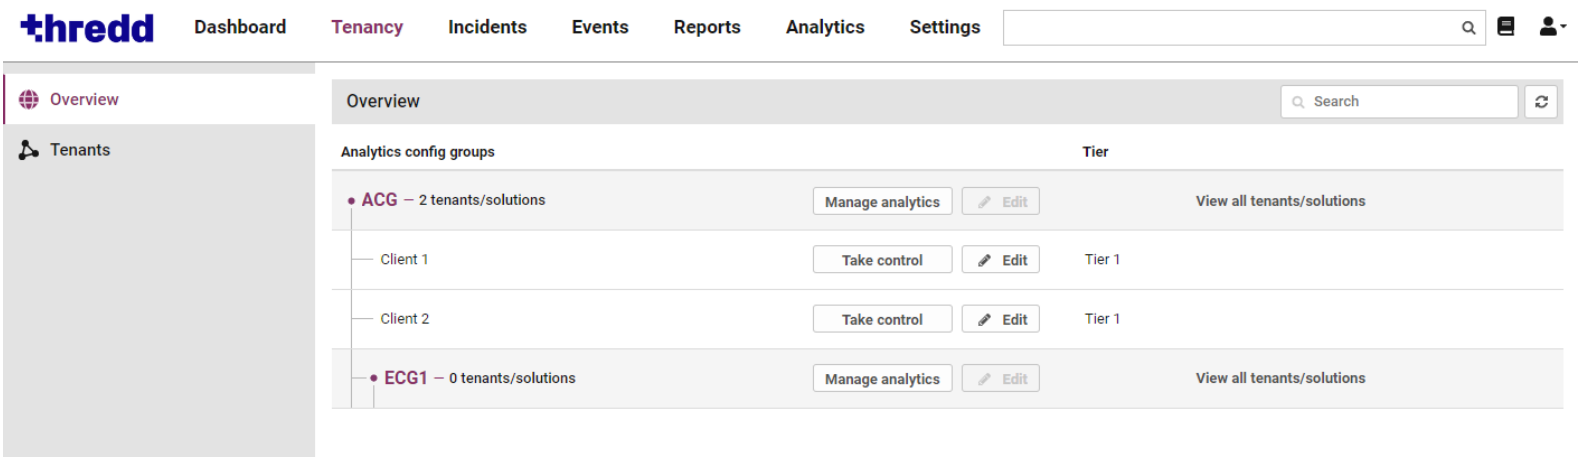 thredd Dashboard Tenancy Incidents Events Reports Analytics Settings
Overview
Tenants
Overview Search
Analytics config groups Tier
ACG – 2 tenants/solutions Manage analytics Edit View all tenants/solutions
Client 1 Take control Edit Tier 1
Client 2 Take control Edit Tier 1
ECG1 – 0 tenants/solutions Manage analytics Edit View all tenants/solutions